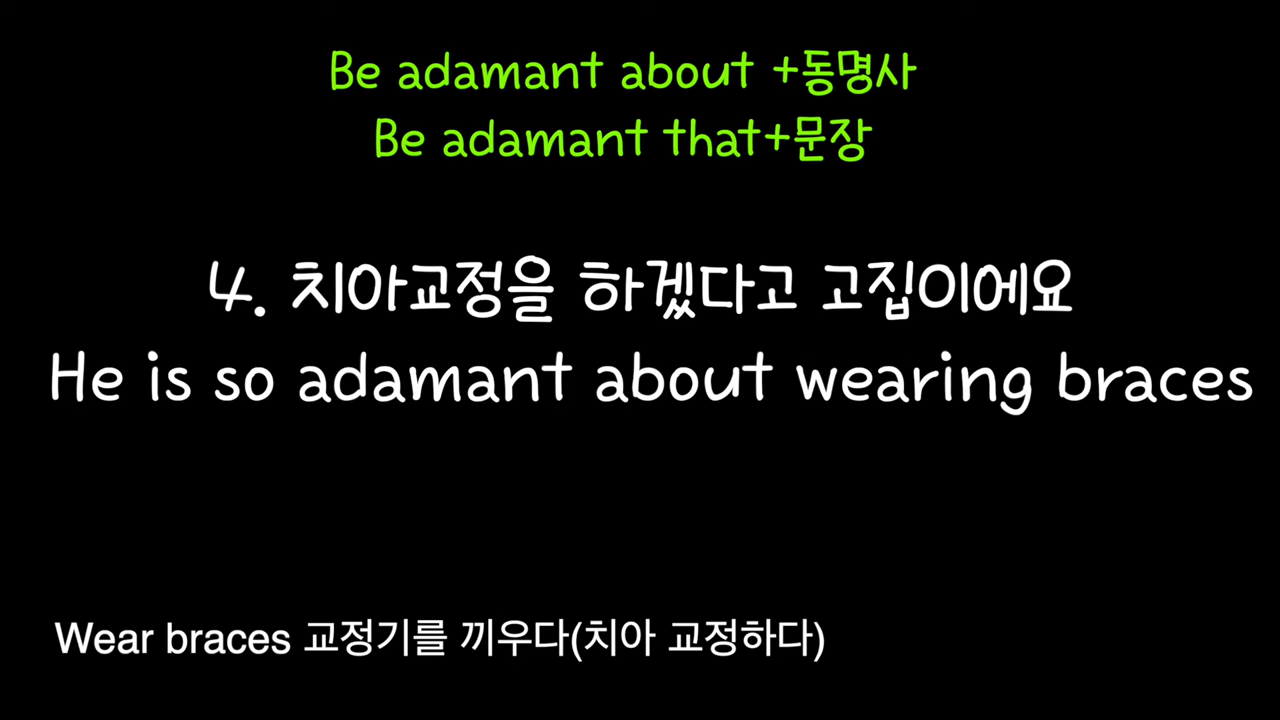 Be adamant about +동명사
Be adamant that+문장
4. 치아교정을 하겠다고 고집이에요
He is so adamant about wearing braces
Wear braces 교정기를 끼우다(치아 교정하다)